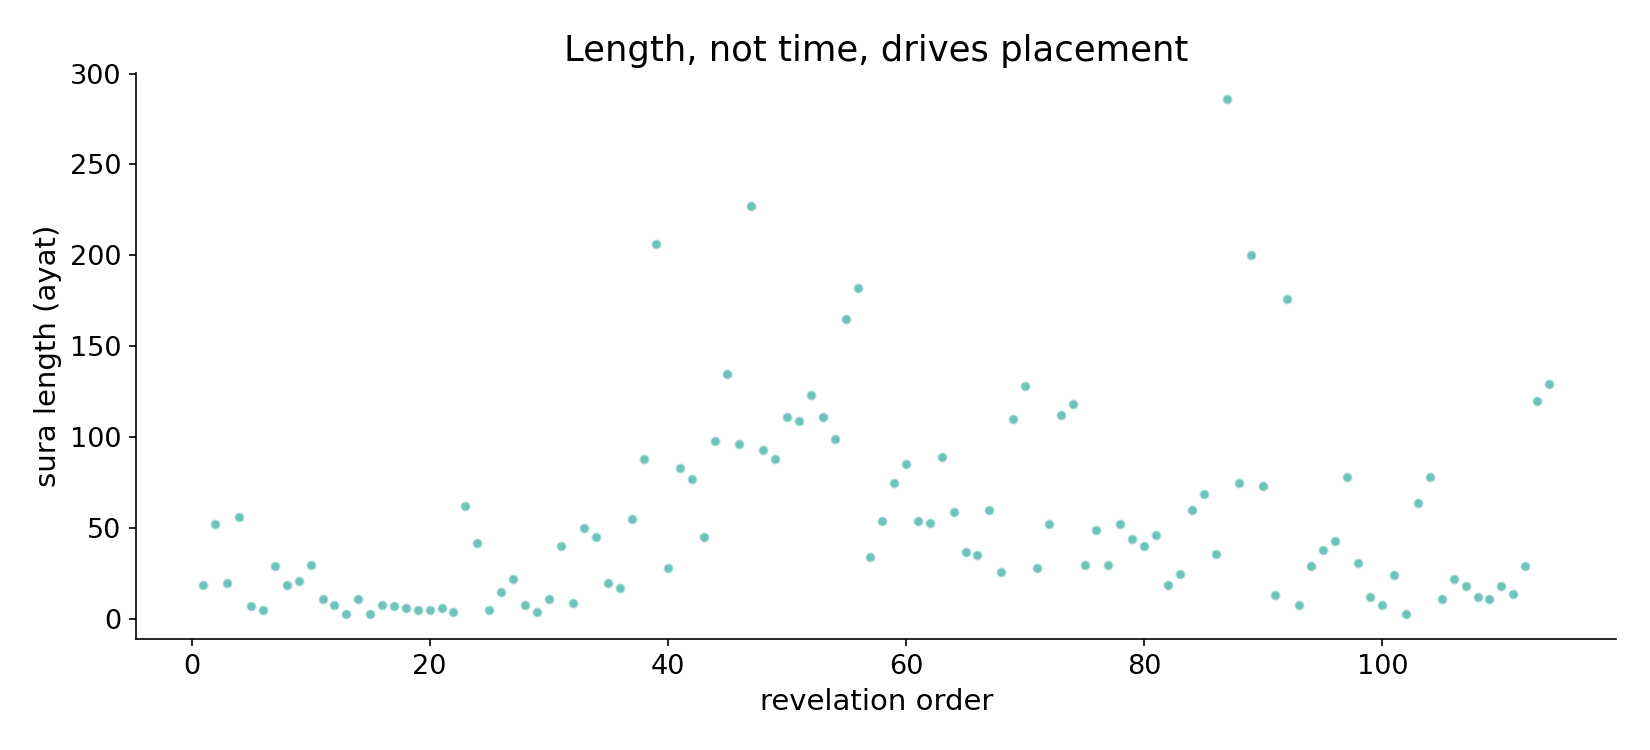 Length, not time, drives placement
300
250
200
150
100
50
0
sura length (ayat)
0 20 40 60 80 100
revelation order